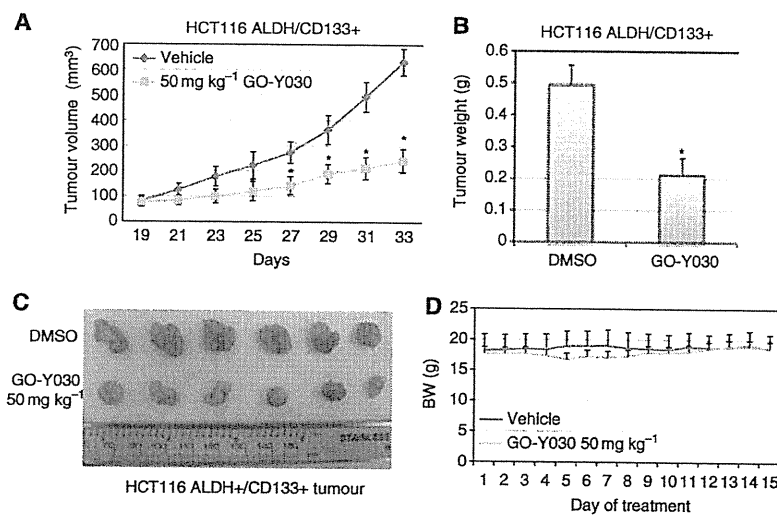 A
HCT116 ALDH/CD133+
Tumour volume (mm³)
700
600
500
400
300
200
100
0
Vehicle
50 mg kg⁻¹ GO-Y030
* * * * * *
19 21 23 25 27 29 31 33
Days
B
HCT116 ALDH/CD133+
Tumour weight (g)
0.6
0.5
0.4
0.3
0.2
0.1
0
*
DMSO GO-Y030
C
DMSO
GO-Y030
50 mg kg⁻¹
HCT116 ALDH+/CD133+ tumour
D
BW (g)
25
20
15
10
5
0
Vehicle
GO-Y030 50 mg kg⁻¹
1 2 3 4 5 6 7 8 9 10 11 12 13 14 15
Day of treatment